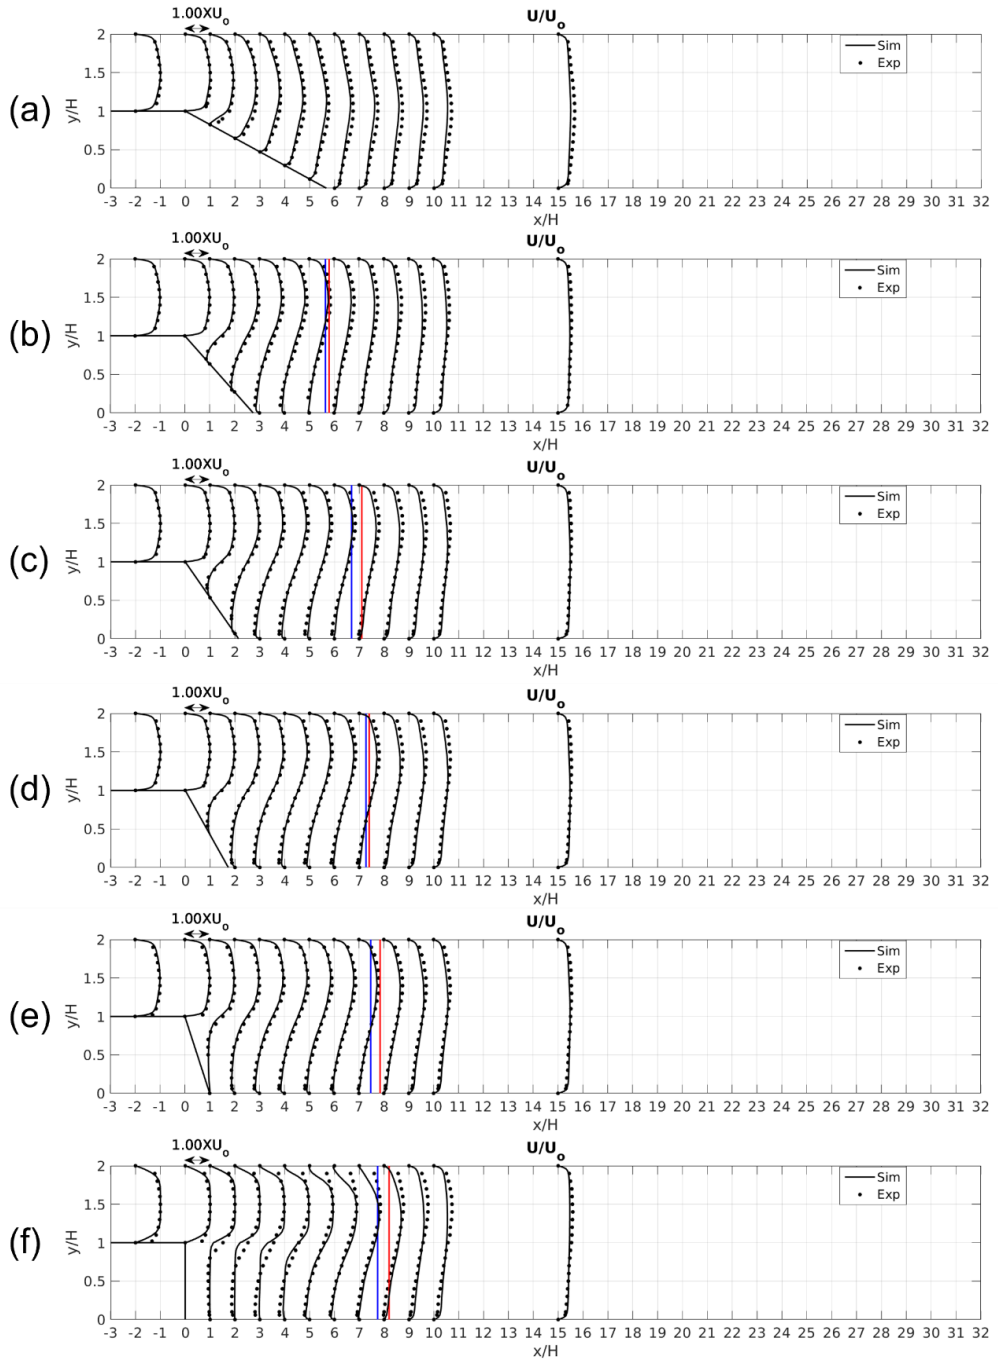 1.00XU₀ U/U₀
(a)
y/H
2
1.5
1
0.5
0
Sim
Exp
-3 -2 -1 0 1 2 3 4 5 6 7 8 9 10 11 12 13 14 15 16 17 18 19 20 21 22 23 24 25 26 27 28 29 30 31 32
x/H
1.00XU₀ U/U₀
(b)
y/H
2
1.5
1
0.5
0
Sim
Exp
-3 -2 -1 0 1 2 3 4 5 6 7 8 9 10 11 12 13 14 15 16 17 18 19 20 21 22 23 24 25 26 27 28 29 30 31 32
x/H
1.00XU₀ U/U₀
(c)
y/H
2
1.5
1
0.5
0
Sim
Exp
-3 -2 -1 0 1 2 3 4 5 6 7 8 9 10 11 12 13 14 15 16 17 18 19 20 21 22 23 24 25 26 27 28 29 30 31 32
x/H
1.00XU₀ U/U₀
(d)
y/H
2
1.5
1
0.5
0
Sim
Exp
-3 -2 -1 0 1 2 3 4 5 6 7 8 9 10 11 12 13 14 15 16 17 18 19 20 21 22 23 24 25 26 27 28 29 30 31 32
x/H
1.00XU₀ U/U₀
(e)
y/H
2
1.5
1
0.5
0
Sim
Exp
-3 -2 -1 0 1 2 3 4 5 6 7 8 9 10 11 12 13 14 15 16 17 18 19 20 21 22 23 24 25 26 27 28 29 30 31 32
x/H
1.00XU₀ U/U₀
(f)
y/H
2
1.5
1
0.5
0
Sim
Exp
-3 -2 -1 0 1 2 3 4 5 6 7 8 9 10 11 12 13 14 15 16 17 18 19 20 21 22 23 24 25 26 27 28 29 30 31 32
x/H